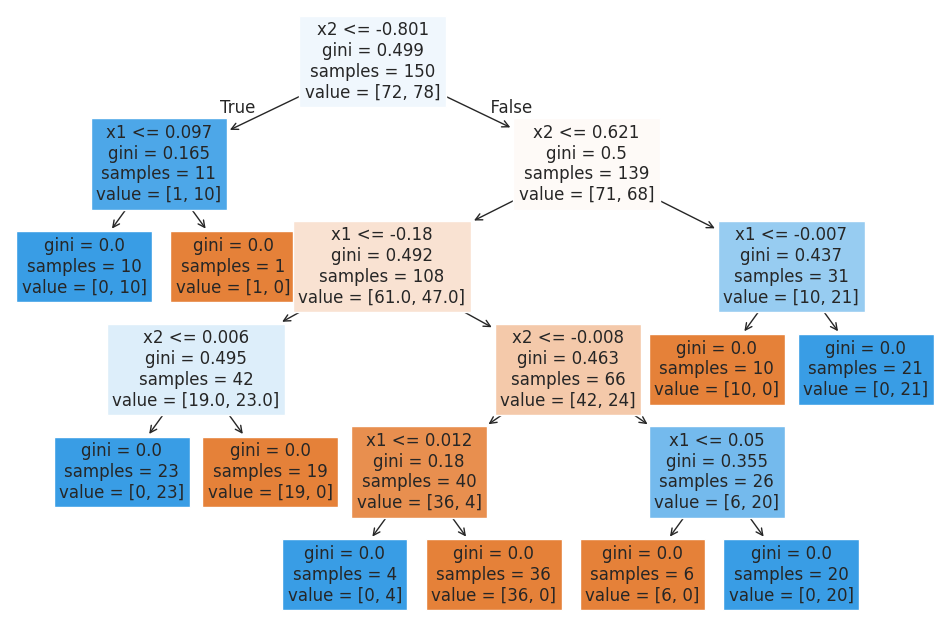 x2 <= -0.801
gini = 0.499
samples = 150
value = [72, 78]
True
False
x1 <= 0.097
gini = 0.165
samples = 11
value = [1, 10]
x2 <= 0.621
gini = 0.5
samples = 139
value = [71, 68]
gini = 0.0
samples = 10
value = [0, 10]
gini = 0.0
samples = 1
value = [1, 0]
x1 <= -0.18
gini = 0.492
samples = 108
value = [61.0, 47.0]
x1 <= -0.007
gini = 0.437
samples = 31
value = [10, 21]
x2 <= 0.006
gini = 0.495
samples = 42
value = [19.0, 23.0]
x2 <= -0.008
gini = 0.463
samples = 66
value = [42, 24]
gini = 0.0
samples = 10
value = [10, 0]
gini = 0.0
samples = 21
value = [0, 21]
gini = 0.0
samples = 23
value = [0, 23]
gini = 0.0
samples = 19
value = [19, 0]
x1 <= 0.012
gini = 0.18
samples = 40
value = [36, 4]
x1 <= 0.05
gini = 0.355
samples = 26
value = [6, 20]
gini = 0.0
samples = 4
value = [0, 4]
gini = 0.0
samples = 36
value = [36, 0]
gini = 0.0
samples = 6
value = [6, 0]
gini = 0.0
samples = 20
value = [0, 20]